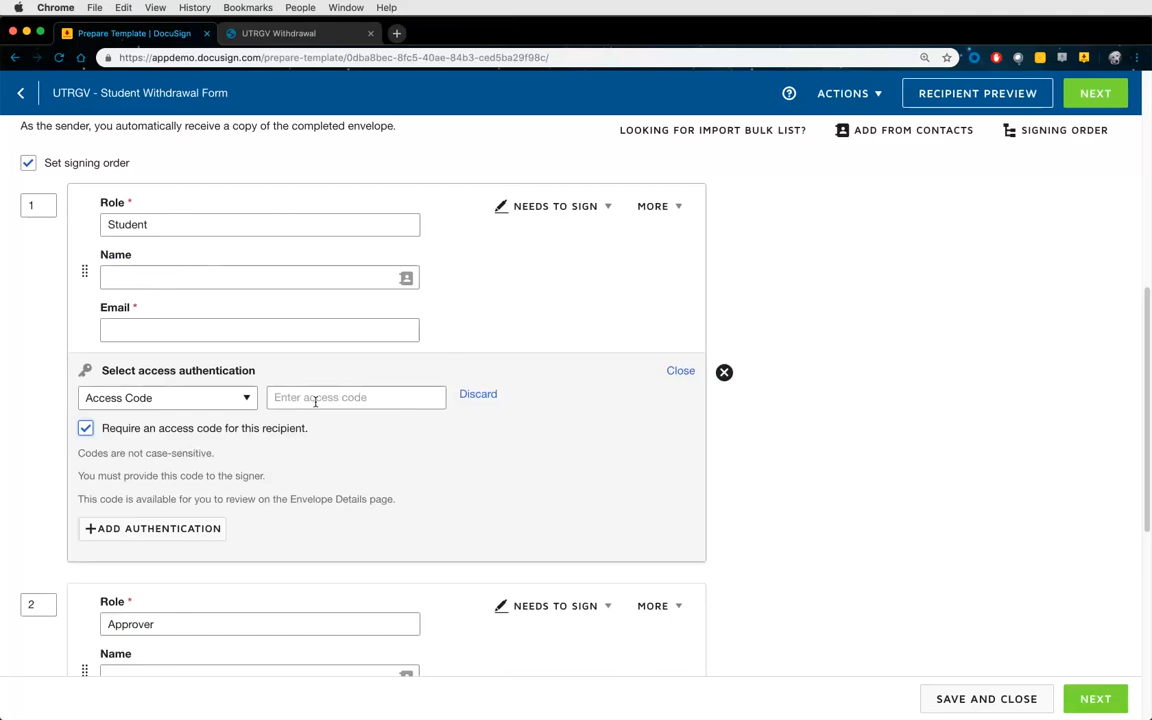 Chrome File Edit View History Bookmarks People Window Help
Prepare Template | DocuSign
UTRGV Withdrawal
https://appdemo.docusign.com/prepare-template/0dba8bec-8fc5-40ae-84b3-ced5ba29f98c/
UTRGV - Student Withdrawal Form
ACTIONS
RECIPIENT PREVIEW
NEXT
As the sender, you automatically receive a copy of the completed envelope.
LOOKING FOR IMPORT BULK LIST?
ADD FROM CONTACTS
SIGNING ORDER
Set signing order
1
Role *
Student
NEEDS TO SIGN
MORE
Name
Email *
Select access authentication
Close
Access Code
Enter access code
Discard
Require an access code for this recipient.
Codes are not case-sensitive.
You must provide this code to the signer.
This code is available for you to review on the Envelope Details page.
+ADD AUTHENTICATION
2
Role *
Approver
NEEDS TO SIGN
MORE
Name
SAVE AND CLOSE
NEXT